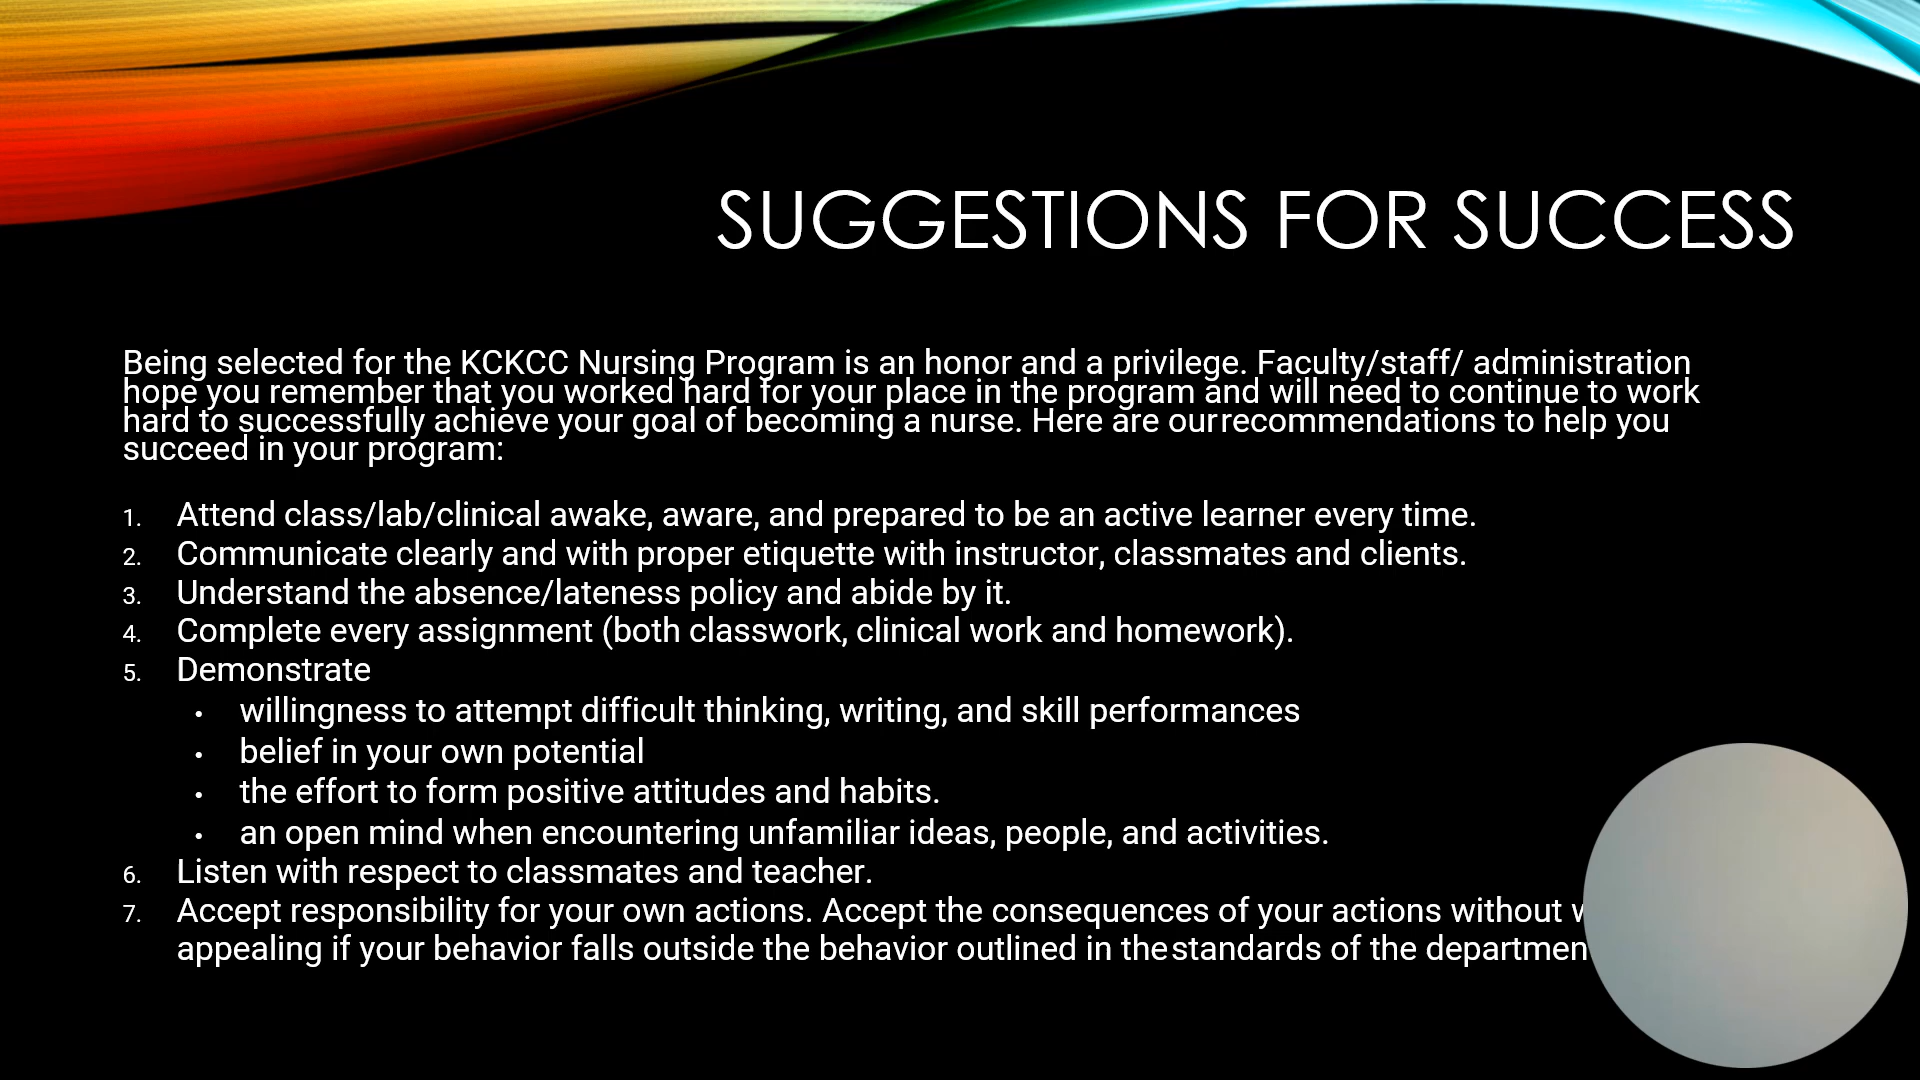 SUGGESTIONS FOR SUCCESS
Being selected for the KCKCC Nursing Program is an honor and a privilege. Faculty/staff/ administration
hope you remember that you worked hard for your place in the program and will need to continue to work
hard to successfully achieve your goal of becoming a nurse. Here are our recommendations to help you
succeed in your program:
1. Attend class/lab/clinical awake, aware, and prepared to be an active learner every time.
2. Communicate clearly and with proper etiquette with instructor, classmates and clients.
3. Understand the absence/lateness policy and abide by it.
4. Complete every assignment (both classwork, clinical work and homework).
5. Demonstrate
• willingness to attempt difficult thinking, writing, and skill performances
• belief in your own potential
• the effort to form positive attitudes and habits.
• an open mind when encountering unfamiliar ideas, people, and activities.
6. Listen with respect to classmates and teacher.
7. Accept responsibility for your own actions. Accept the consequences of your actions without
appealing if your behavior falls outside the behavior outlined in the standards of the